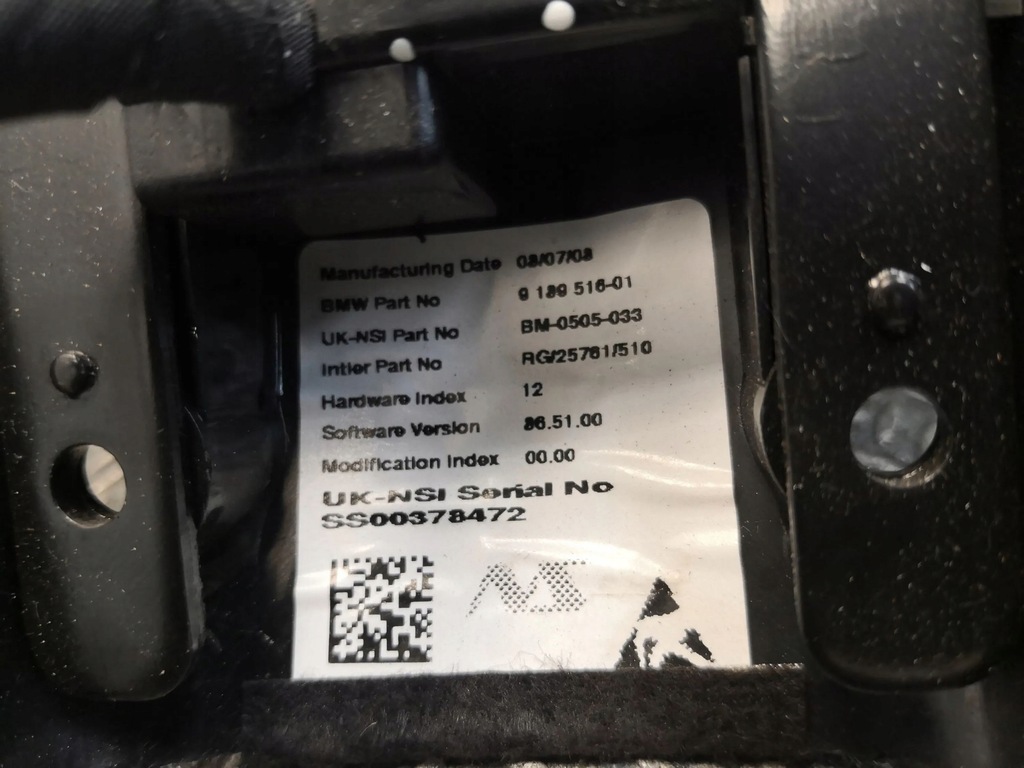 Manufacturing Date 08/07/08
BMW Part No 9 189 516-01
UK-NSI Part No BM-0505-033
Intier Part No RG/25761/510
Hardware Index 12
Software Version 86.51.00
Modification Index 00.00
UK-NSI Serial No
SS00378472
NS